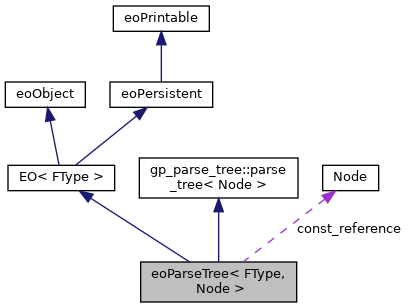 eoPrintable
eoObject
eoPersistent
EO< FType >
gp_parse_tree::parse
_tree< Node >
Node
const_reference
eoParseTree< FType,
Node >